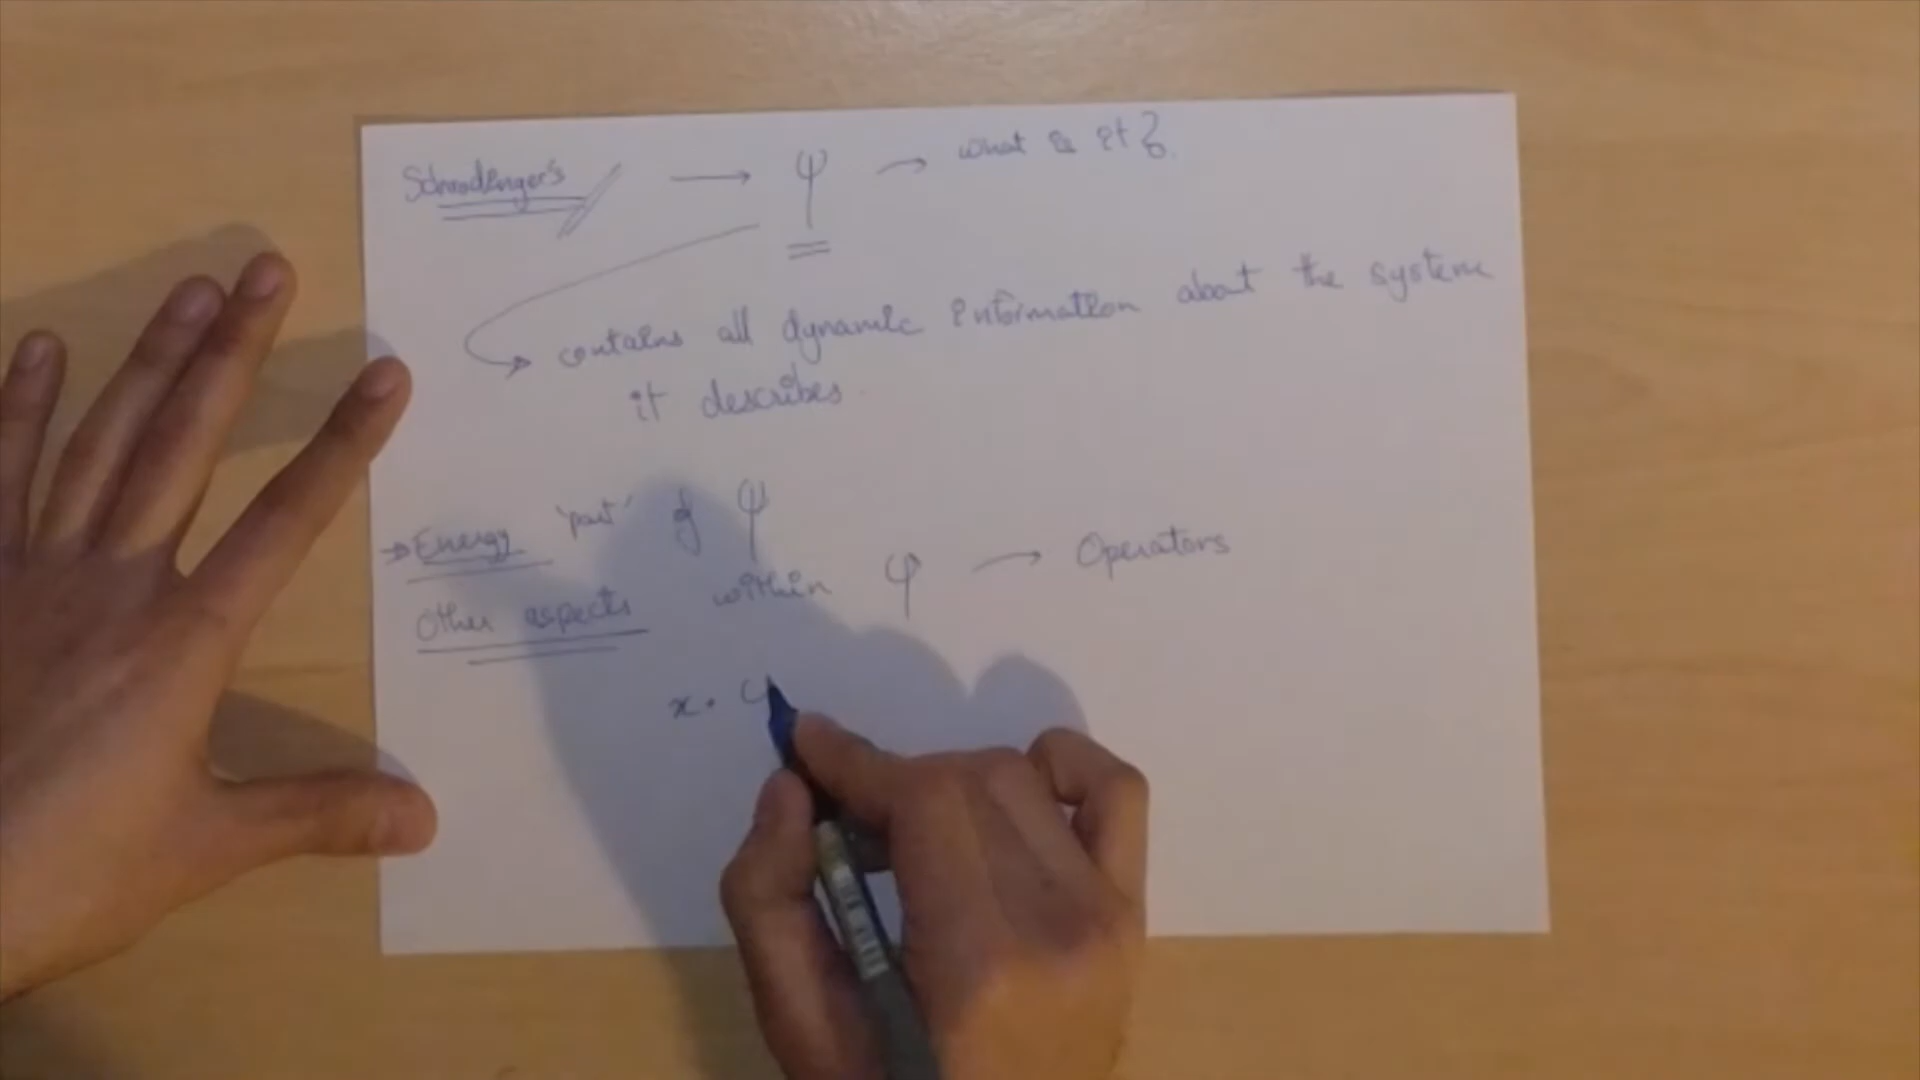 Schrodinger's → ψ → what is it?
contains all dynamic information about the system
it describes.
→ Energy 'part' of ψ
Other aspects within ψ → Operators
x. ψ